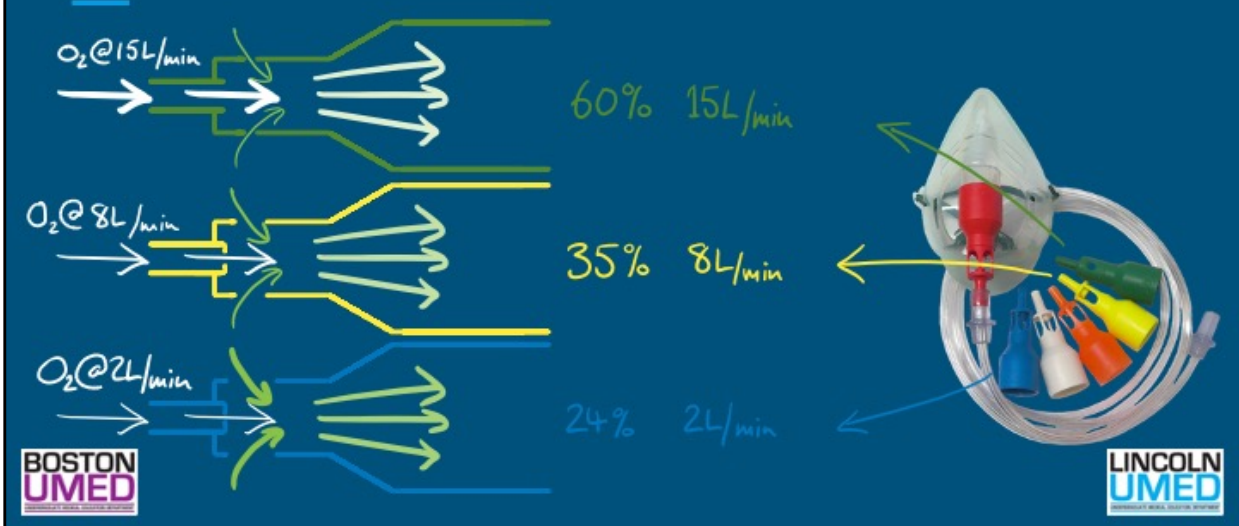 O₂@15L/min
60% 15L/min
O₂@8L/min
35% 8L/min
O₂@2L/min
24% 2L/min
BOSTON
UMED
LINCOLN
UMED